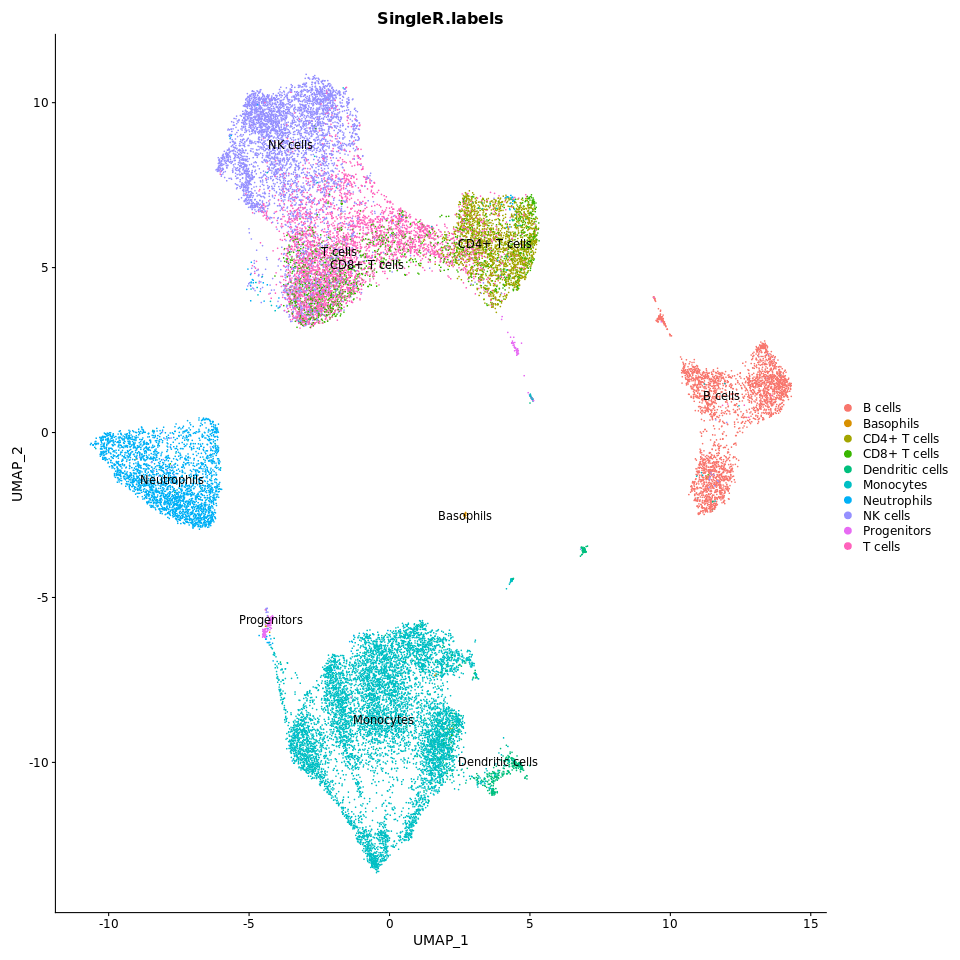 SingleR.labels
10
5
0
-5
-10
UMAP_2
NK cells
T cells
CD4+ T cells
CD8+ T cells
B cells
Neutrophils
Basophils
Progenitors
Monocytes
Dendritic cells
B cells
Basophils
CD4+ T cells
CD8+ T cells
Dendritic cells
Monocytes
Neutrophils
NK cells
Progenitors
T cells
-10
-5
0
5
10
15
UMAP_1